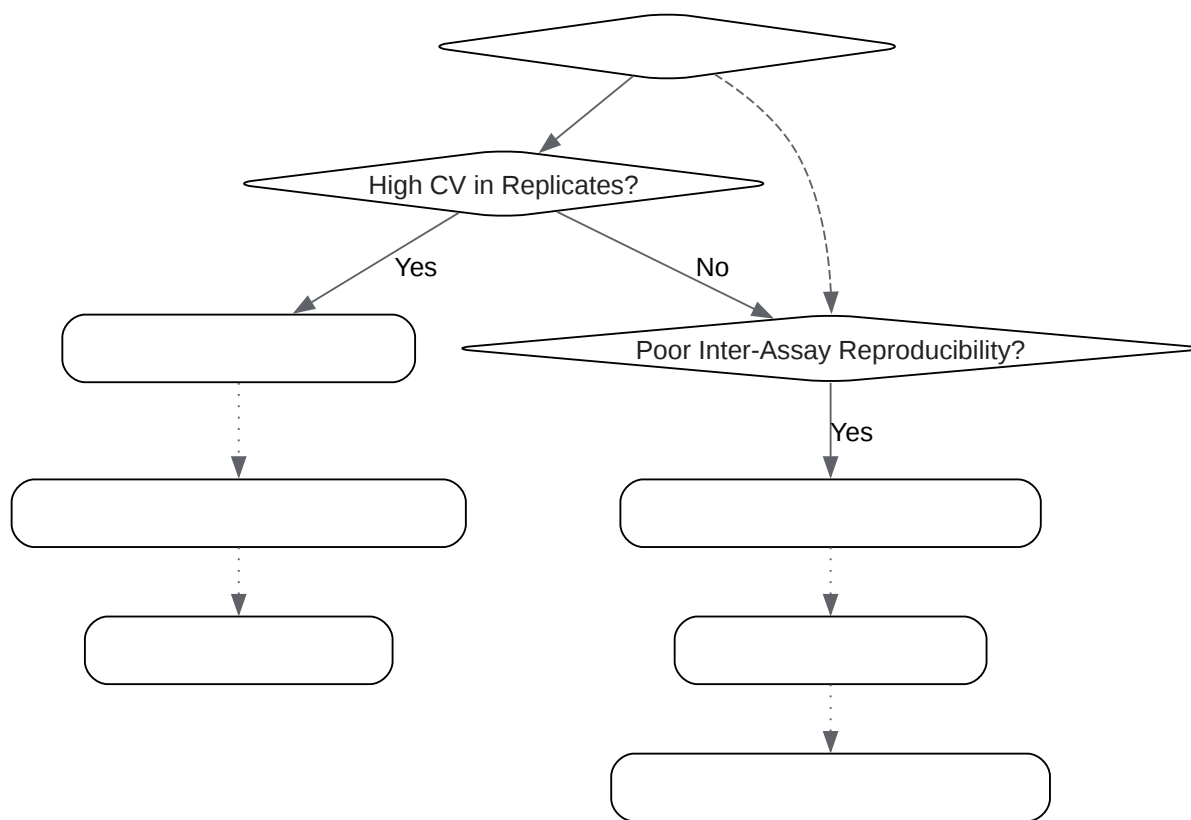 High CV in Replicates?
Yes
No
Poor Inter-Assay Reproducibility?
Yes